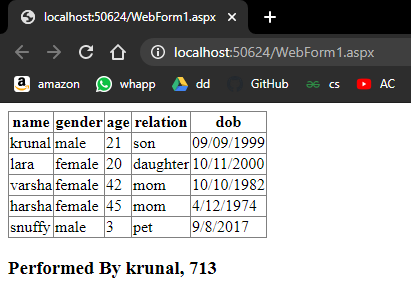 localhost:50624/WebForm1.aspx
localhost:50624/WebForm1.aspx
amazon whapp dd GitHub cs AC
name gender age relation dob
krunal male 21 son 09/09/1999
lara female 20 daughter 10/11/2000
varsha female 42 mom 10/10/1982
harsha female 45 mom 4/12/1974
snuffy male 3 pet 9/8/2017
Performed By krunal, 713